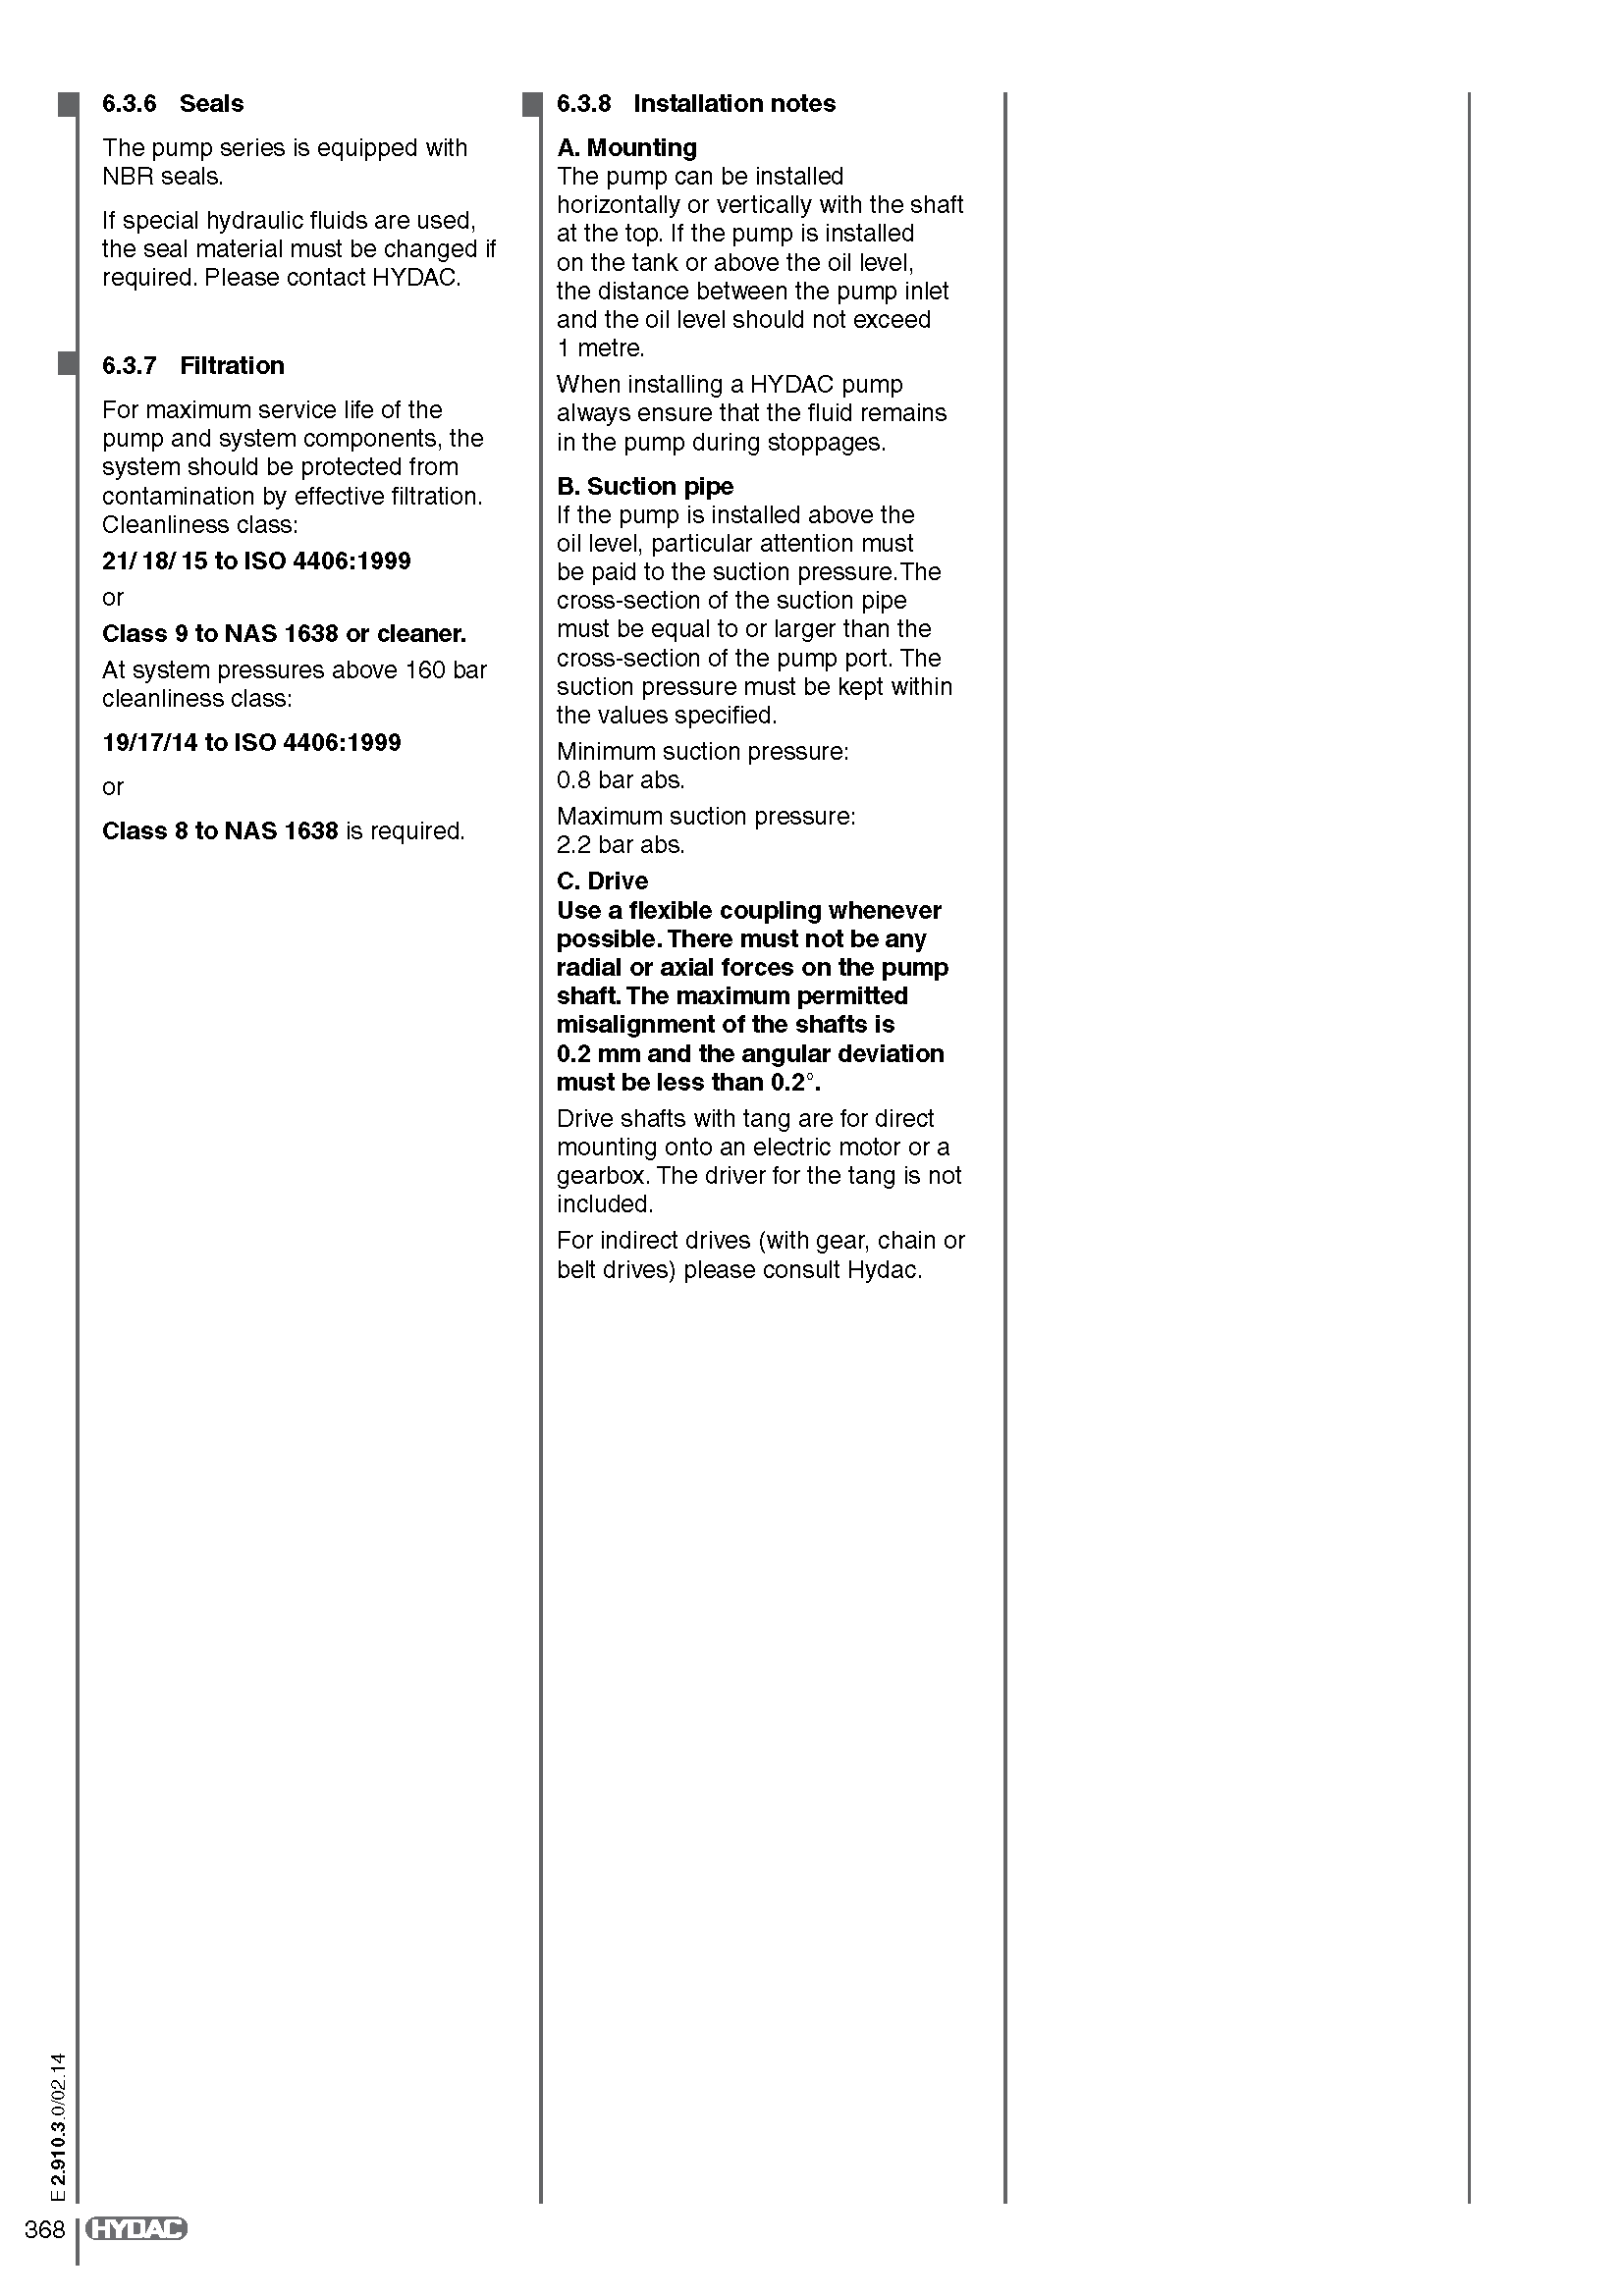 6.3.6 Seals
The pump series is equipped with
NBR seals.
If special hydraulic fluids are used,
the seal material must be changed if
required. Please contact HYDAC.
6.3.7 Filtration
For maximum service life of the
pump and system components, the
system should be protected from
contamination by effective filtration.
Cleanliness class:
21/ 18/ 15 to ISO 4406:1999
or
Class 9 to NAS 1638 or cleaner.
At system pressures above 160 bar
cleanliness class:
19/17/14 to ISO 4406:1999
or
Class 8 to NAS 1638 is required.
6.3.8 Installation notes
A. Mounting
The pump can be installed
horizontally or vertically with the shaft
at the top. If the pump is installed
on the tank or above the oil level,
the distance between the pump inlet
and the oil level should not exceed
1 metre.
When installing a HYDAC pump
always ensure that the fluid remains
in the pump during stoppages.
B. Suction pipe
If the pump is installed above the
oil level, particular attention must
be paid to the suction pressure.The
cross-section of the suction pipe
must be equal to or larger than the
cross-section of the pump port. The
suction pressure must be kept within
the values specified.
Minimum suction pressure:
0.8 bar abs.
Maximum suction pressure:
2.2 bar abs.
C. Drive
Use a flexible coupling whenever
possible. There must not be any
radial or axial forces on the pump
shaft. The maximum permitted
misalignment of the shafts is
0.2 mm and the angular deviation
must be less than 0.2°.
Drive shafts with tang are for direct
mounting onto an electric motor or a
gearbox. The driver for the tang is not
included.
For indirect drives (with gear, chain or
belt drives) please consult Hydac.
E 2.910.3.0/02.14
368 HYDAC